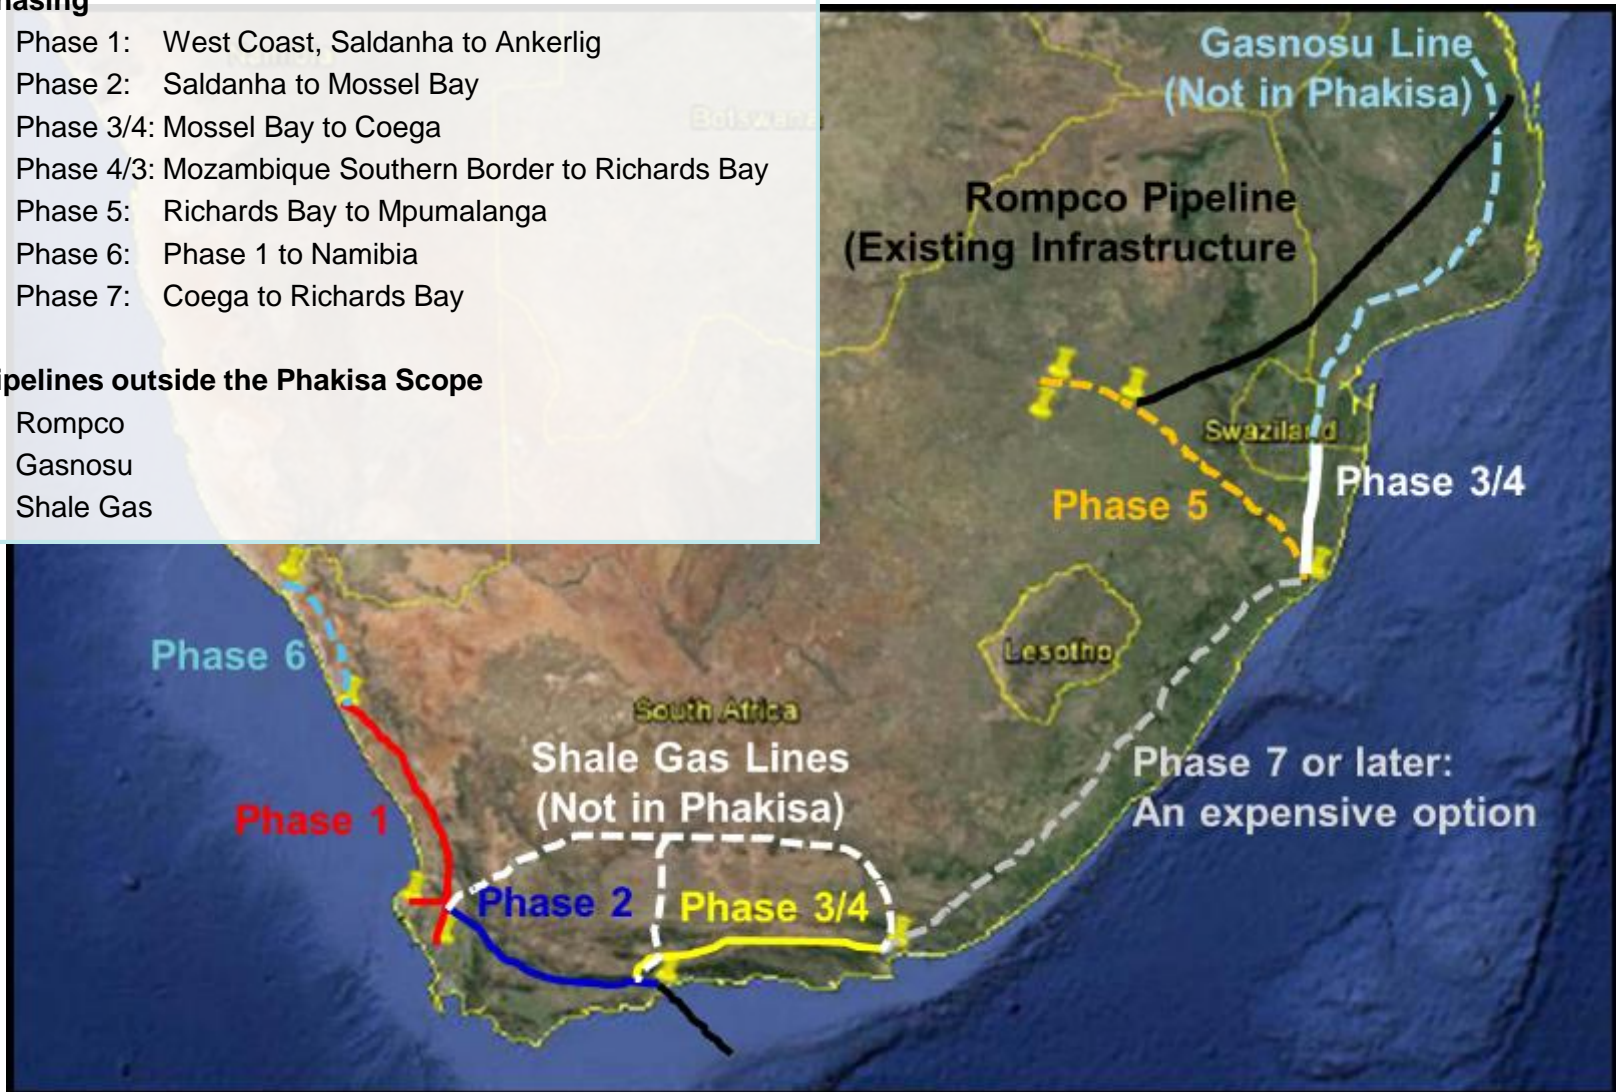 hasing
Phase 1: West Coast, Saldanha to Ankerlig
Phase 2: Saldanha to Mossel Bay
Phase 3/4: Mossel Bay to Coega
Phase 4/3: Mozambique Southern Border to Richards Bay
Phase 5: Richards Bay to Mpumalanga
Phase 6: Phase 1 to Namibia
Phase 7: Coega to Richards Bay
ipelines outside the Phakisa Scope
Rompco
Gasnosu
Shale Gas
Namibia
Botswana
Gasnosu Line
(Not in Phakisa)
Rompco Pipeline
(Existing Infrastructure
Swaziland
Phase 3/4
Phase 5
Lesotho
Phase 6
South Africa
Shale Gas Lines
(Not in Phakisa)
Phase 7 or later:
An expensive option
Phase 1
Phase 2
Phase 3/4